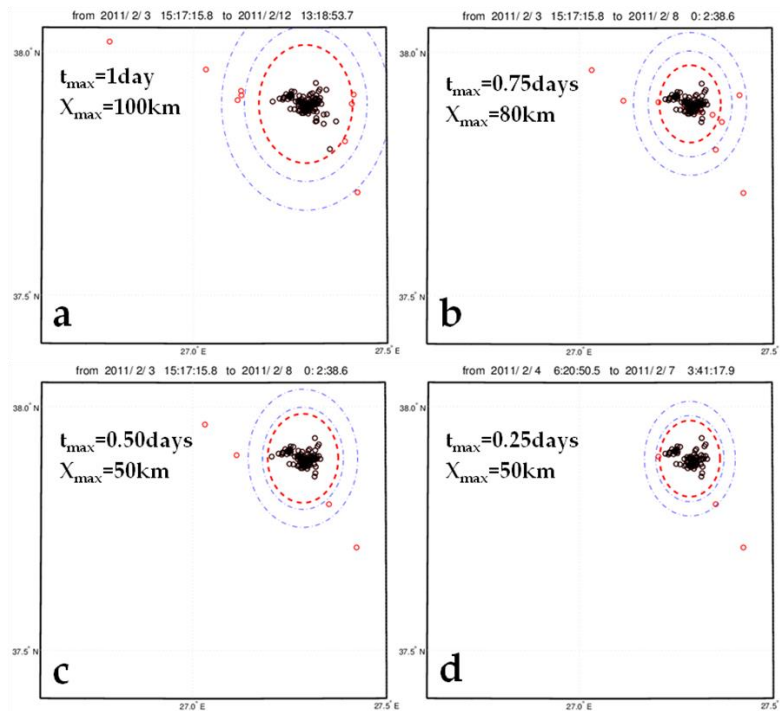 from 2011/ 2/ 3 15:17:15.8 to 2011/ 2/12 13:18:53.7
38.0° N
t_max=1day
X_max=100km
37.5° N
a
27.0° E
27.5° E
from 2011/ 2/ 3 15:17:15.8 to 2011/ 2/ 8 0: 2:38.6
38.0° N
t_max=0.75days
X_max=80km
37.5° N
b
27.0° E
27.5° E
from 2011/ 2/ 3 15:17:15.8 to 2011/ 2/ 8 0: 2:38.6
38.0° N
t_max=0.50days
X_max=50km
37.5° N
c
27.0° E
27.5° E
from 2011/ 2/ 4 6:20:50.5 to 2011/ 2/ 7 3:41:17.9
38.0° N
t_max=0.25days
X_max=50km
37.5° N
d
27.0° E
27.5° E